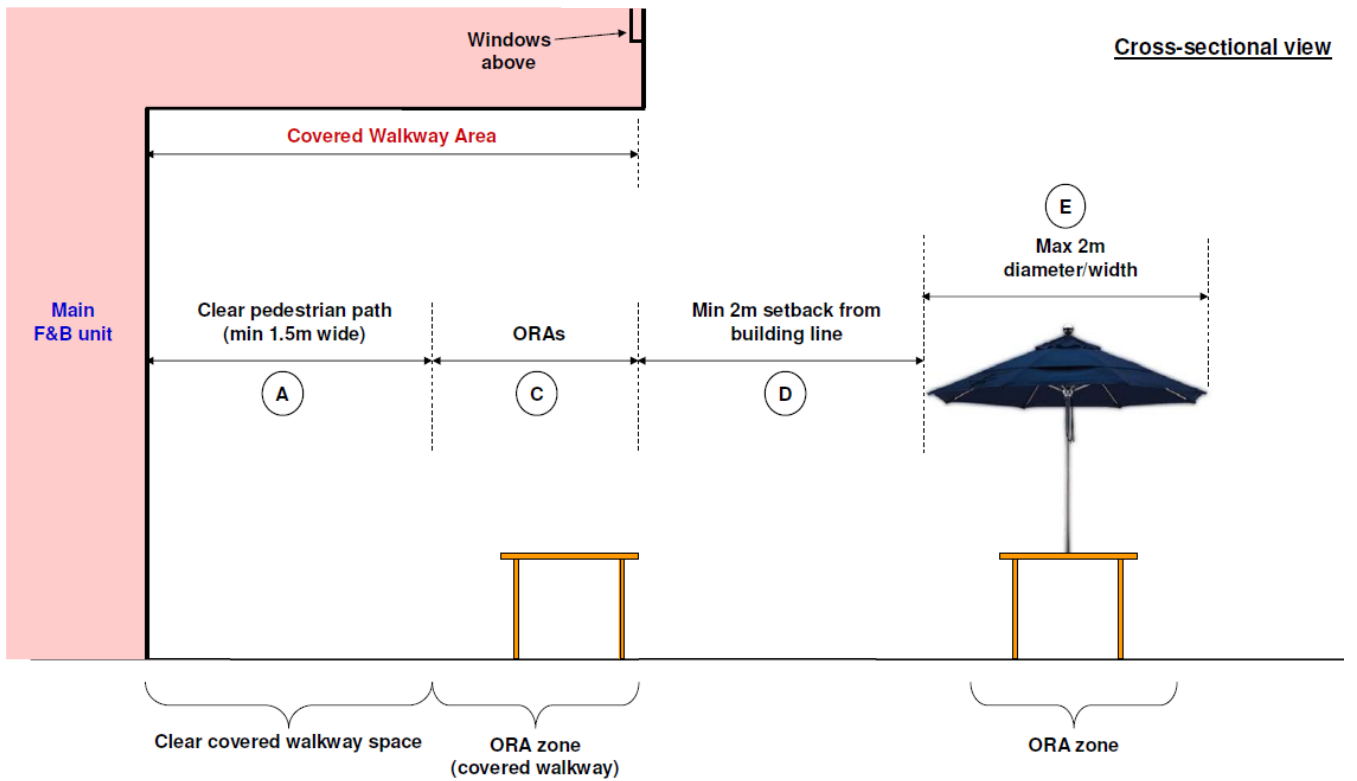 Windows
above
Cross-sectional view
Covered Walkway Area
E
Max 2m
diameter/width
Main
F&B unit
Clear pedestrian path
(min 1.5m wide)
ORAs
Min 2m setback from
building line
A
C
D
Clear covered walkway space
ORA zone
(covered walkway)
ORA zone